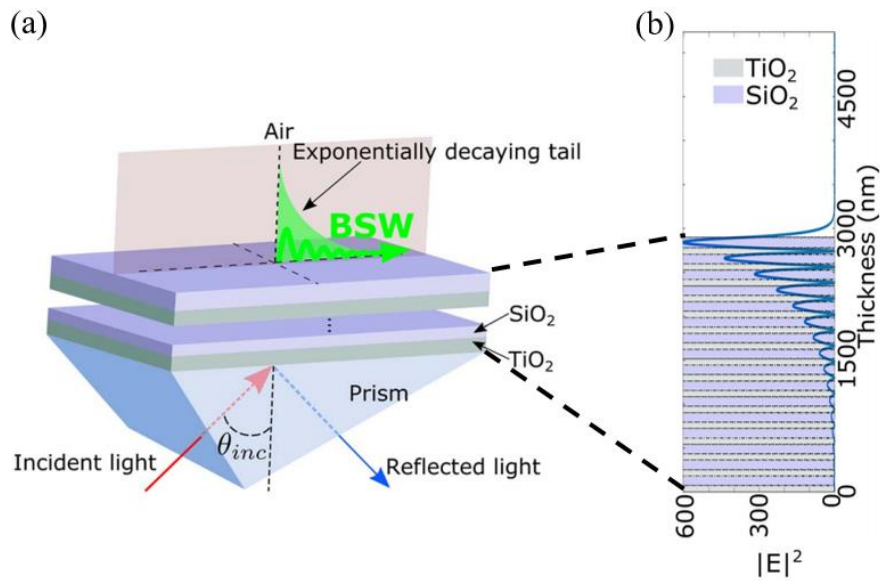 (a)
Air
Exponentially decaying tail
BSW
SiO₂
TiO₂
Prism
θinc
Incident light
Reflected light
(b)
TiO₂
SiO₂
4500
3000
1500
0
Thickness (nm)
600
300
0
|E|²